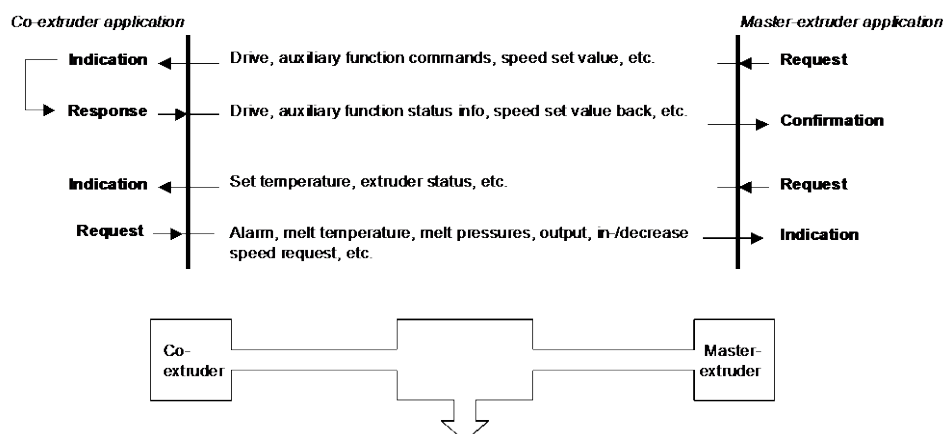 Co-extruder application Master-extruder application
Indication Drive, auxiliary function commands, speed set value, etc. Request
Response Drive, auxiliary function status info, speed set value back, etc. Confirmation
Indication Set temperature, extruder status, etc. Request
Request Alarm, melt temperature, melt pressures, output, in-/decrease Indication
speed request, etc.
Co- Master-
extruder extruder